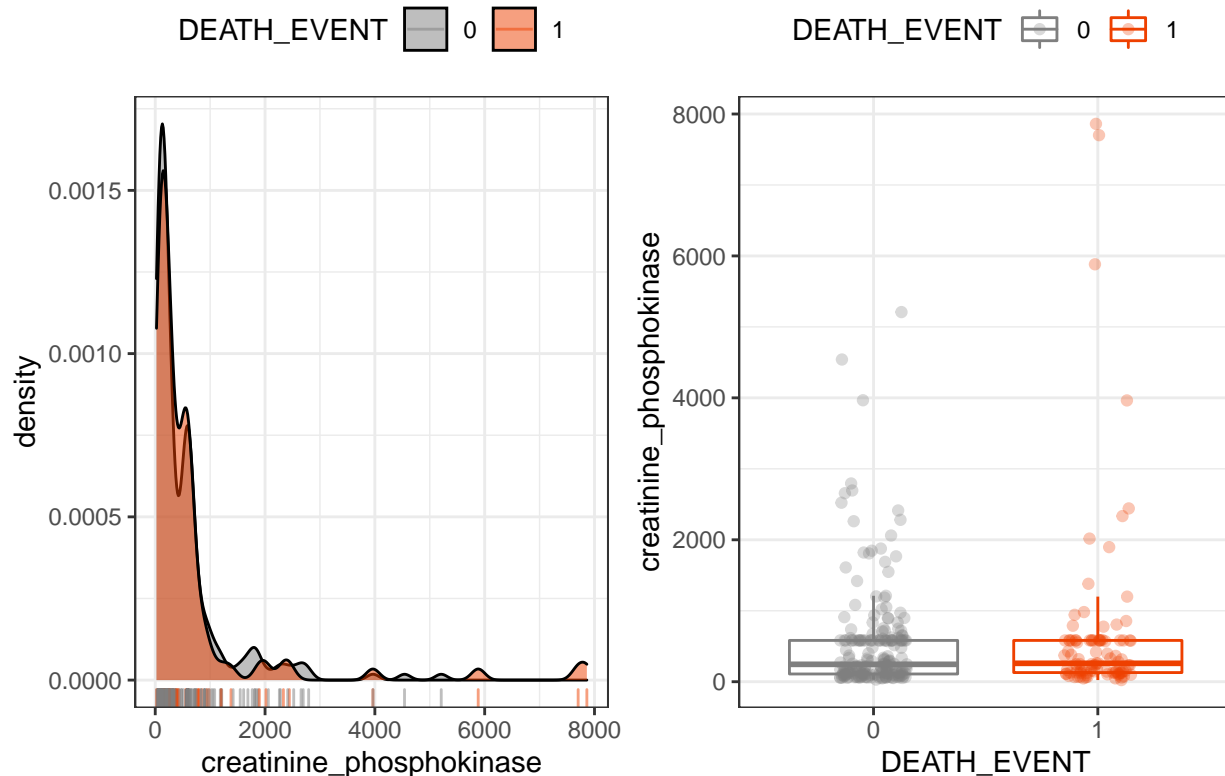 DEATH_EVENT 0 1
0.0015
0.0010
0.0005
0.0000
density
0 2000 4000 6000 8000
creatinine_phosphokinase
DEATH_EVENT 0 1
8000
6000
4000
2000
0
creatinine_phosphokinase
0 1
DEATH_EVENT